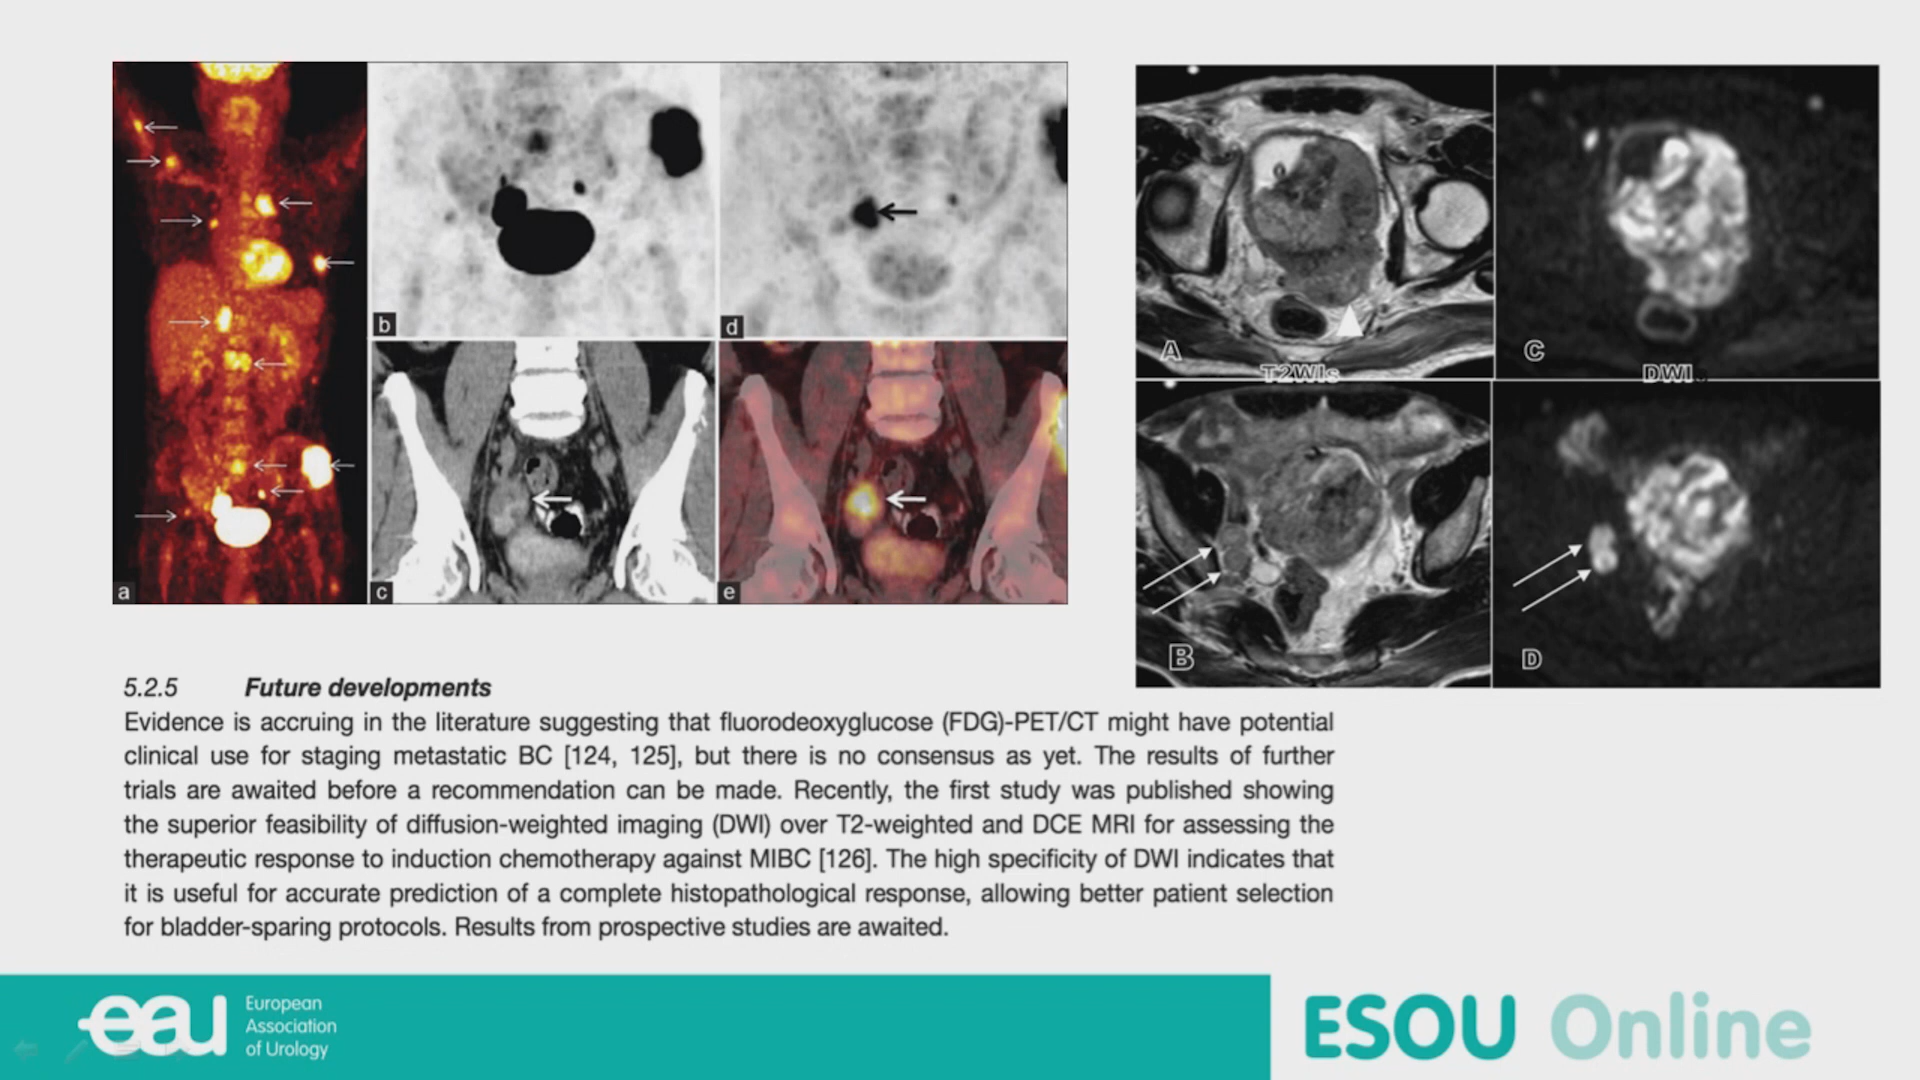 b
d
a
c
e
A
T2WIs
C
DWI
B
D
5.2.5 Future developments
Evidence is accruing in the literature suggesting that fluorodeoxyglucose (FDG)-PET/CT might have potential
clinical use for staging metastatic BC [124, 125], but there is no consensus as yet. The results of further
trials are awaited before a recommendation can be made. Recently, the first study was published showing
the superior feasibility of diffusion-weighted imaging (DWI) over T2-weighted and DCE MRI for assessing the
therapeutic response to induction chemotherapy against MIBC [126]. The high specificity of DWI indicates that
it is useful for accurate prediction of a complete histopathological response, allowing better patient selection
for bladder-sparing protocols. Results from prospective studies are awaited.
eau
European
Association
of Urology
ESOU Online